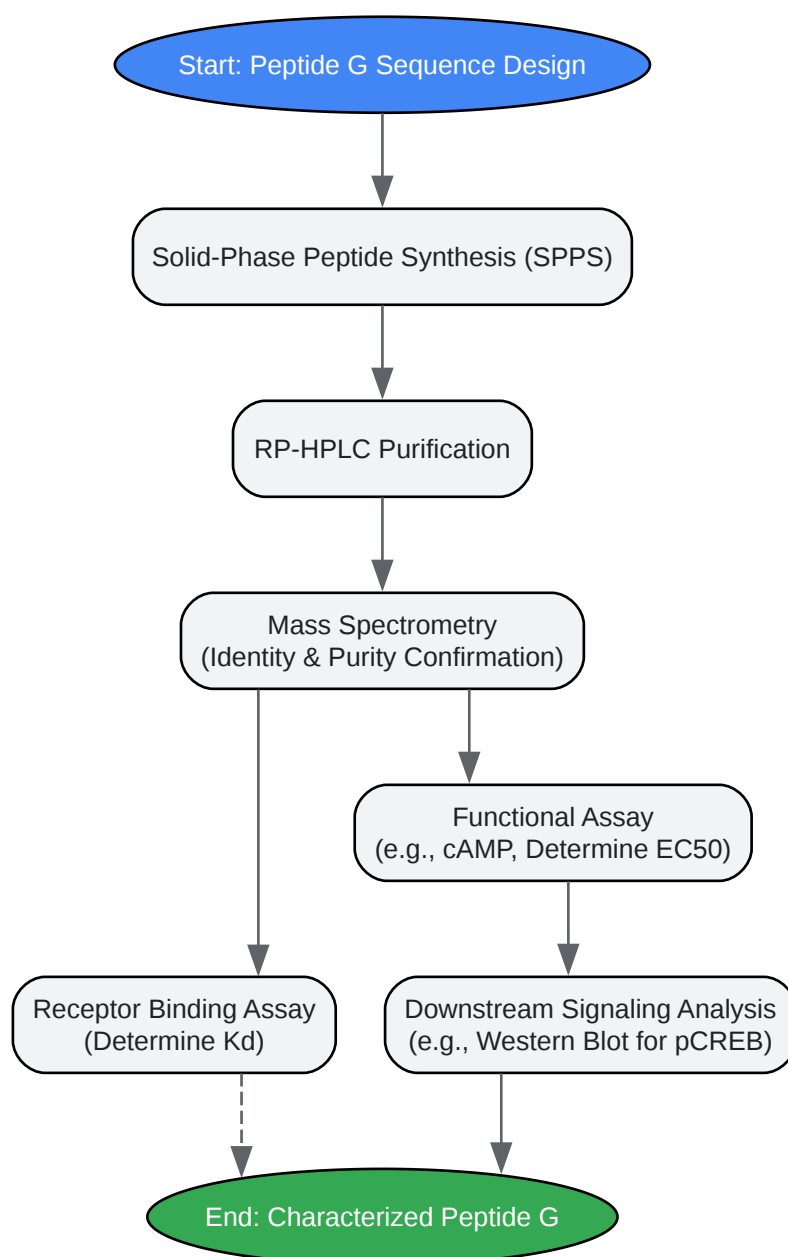 Start: Peptide G Sequence Design
Solid-Phase Peptide Synthesis (SPPS)
RP-HPLC Purification
Mass Spectrometry
(Identity & Purity Confirmation)
Functional Assay
(e.g., cAMP, Determine EC50)
Receptor Binding Assay
(Determine Kd)
Downstream Signaling Analysis
(e.g., Western Blot for pCREB)
End: Characterized Peptide G